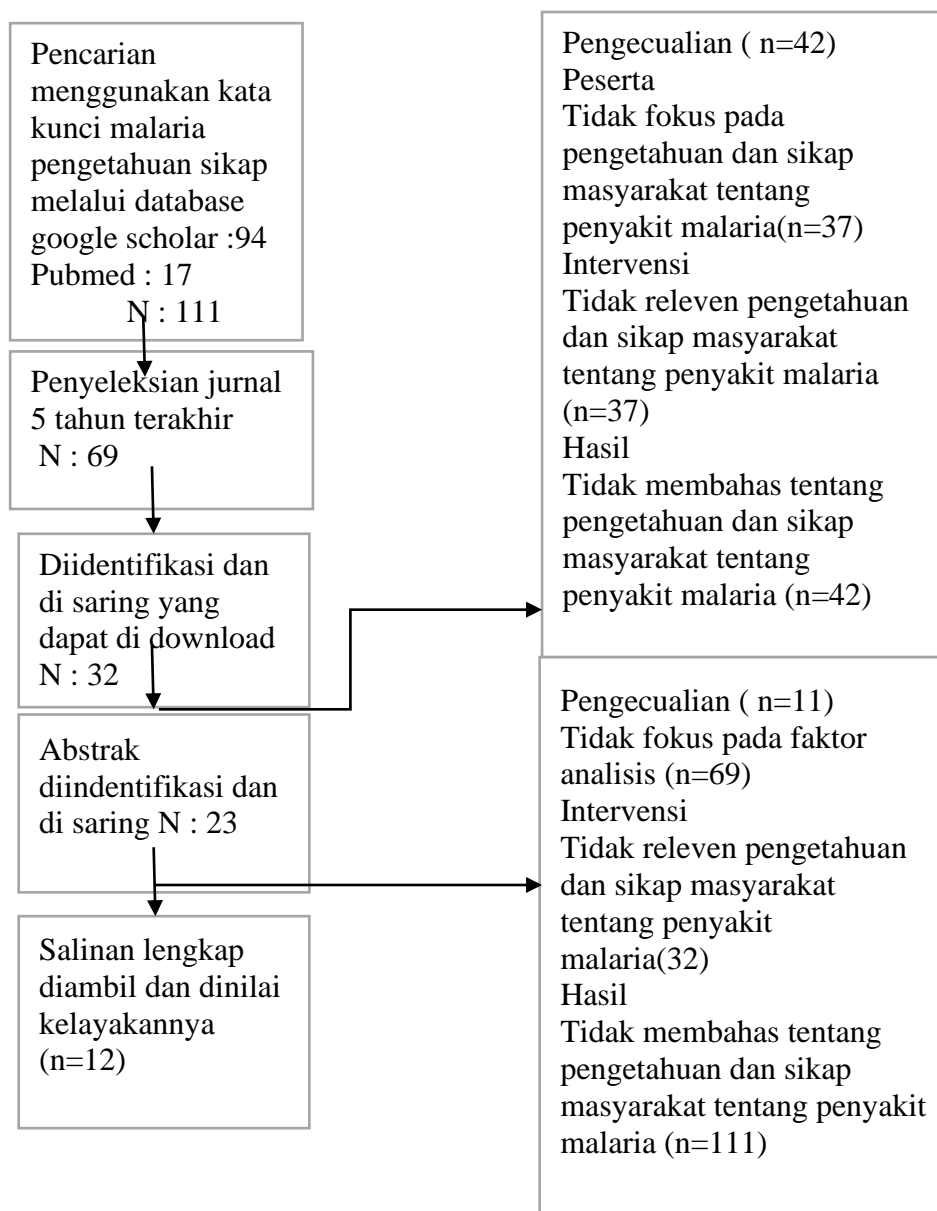 Pencarian
menggunakan kata
kunci malaria
pengetahuan sikap
melalui database
google scholar :94
Pubmed : 17
N : 111
Penyeleksian jurnal
5 tahun terakhir
N : 69
Diidentifikasi dan
di saring yang
dapat di download
N : 32
Abstrak
diindentifikasi dan
di saring N : 23
Salinan lengkap
diambil dan dinilai
kelayakannya
(n=12)
Pengecualian ( n=42)
Peserta
Tidak fokus pada
pengetahuan dan sikap
masyarakat tentang
penyakit malaria(n=37)
Intervensi
Tidak releven pengetahuan
dan sikap masyarakat
tentang penyakit malaria
(n=37)
Hasil
Tidak membahas tentang
pengetahuan dan sikap
masyarakat tentang
penyakit malaria (n=42)
Pengecualian ( n=11)
Tidak fokus pada faktor
analisis (n=69)
Intervensi
Tidak releven pengetahuan
dan sikap masyarakat
tentang penyakit
malaria(32)
Hasil
Tidak membahas tentang
pengetahuan dan sikap
masyarakat tentang penyakit
malaria (n=111)